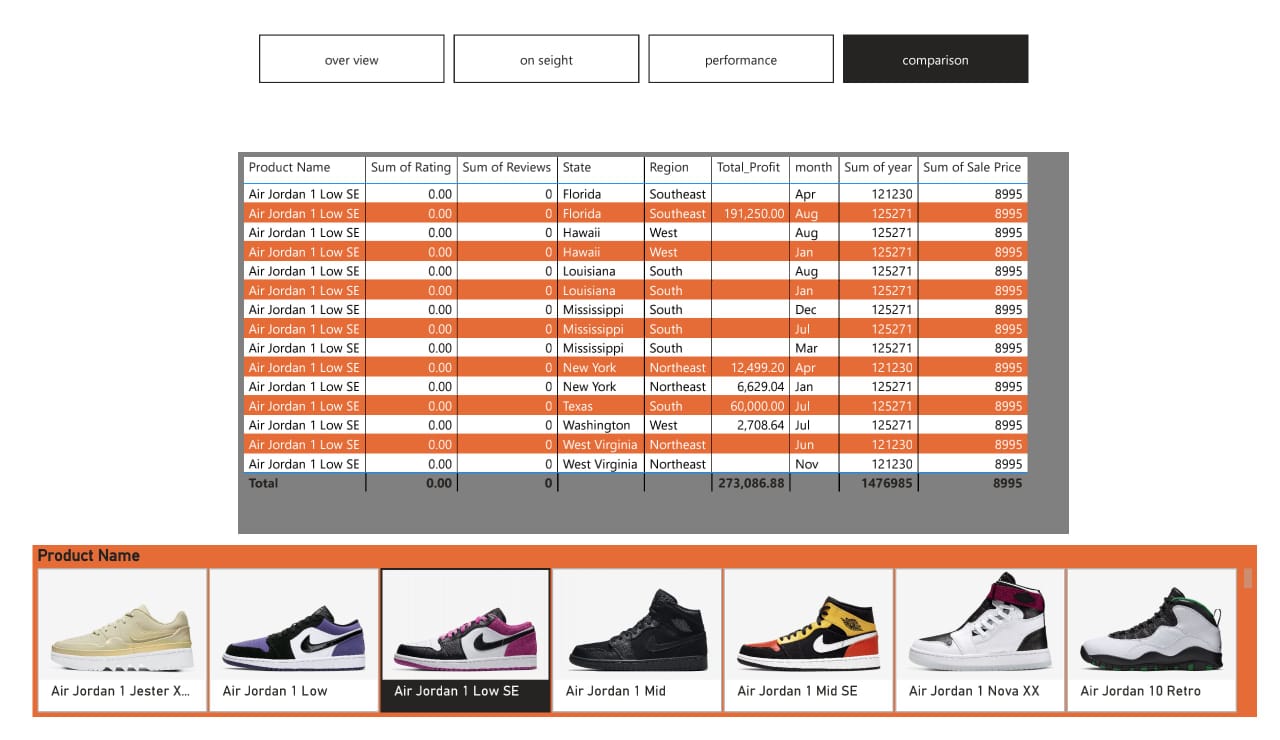 over view on seight performance comparison
Product Name Sum of Rating Sum of Reviews State Region Total_Profit month Sum of year Sum of Sale Price
Air Jordan 1 Low SE 0.00 0 Florida Southeast Apr 121230 8995
Air Jordan 1 Low SE 0.00 0 Florida Southeast 191,250.00 Aug 125271 8995
Air Jordan 1 Low SE 0.00 0 Hawaii West Aug 125271 8995
Air Jordan 1 Low SE 0.00 0 Hawaii West Jan 125271 8995
Air Jordan 1 Low SE 0.00 0 Louisiana South Aug 125271 8995
Air Jordan 1 Low SE 0.00 0 Louisiana South Jan 125271 8995
Air Jordan 1 Low SE 0.00 0 Mississippi South Dec 125271 8995
Air Jordan 1 Low SE 0.00 0 Mississippi South Jul 125271 8995
Air Jordan 1 Low SE 0.00 0 Mississippi South Mar 125271 8995
Air Jordan 1 Low SE 0.00 0 New York Northeast 12,499.20 Apr 121230 8995
Air Jordan 1 Low SE 0.00 0 New York Northeast 6,629.04 Jan 125271 8995
Air Jordan 1 Low SE 0.00 0 Texas South 60,000.00 Jul 125271 8995
Air Jordan 1 Low SE 0.00 0 Washington West 2,708.64 Jul 125271 8995
Air Jordan 1 Low SE 0.00 0 West Virginia Northeast Jun 121230 8995
Air Jordan 1 Low SE 0.00 0 West Virginia Northeast Nov 121230 8995
Total 0.00 0 273,086.88 1476985 8995
Product Name
Air Jordan 1 Jester X... Air Jordan 1 Low Air Jordan 1 Low SE Air Jordan 1 Mid Air Jordan 1 Mid SE Air Jordan 1 Nova XX Air Jordan 10 Retro